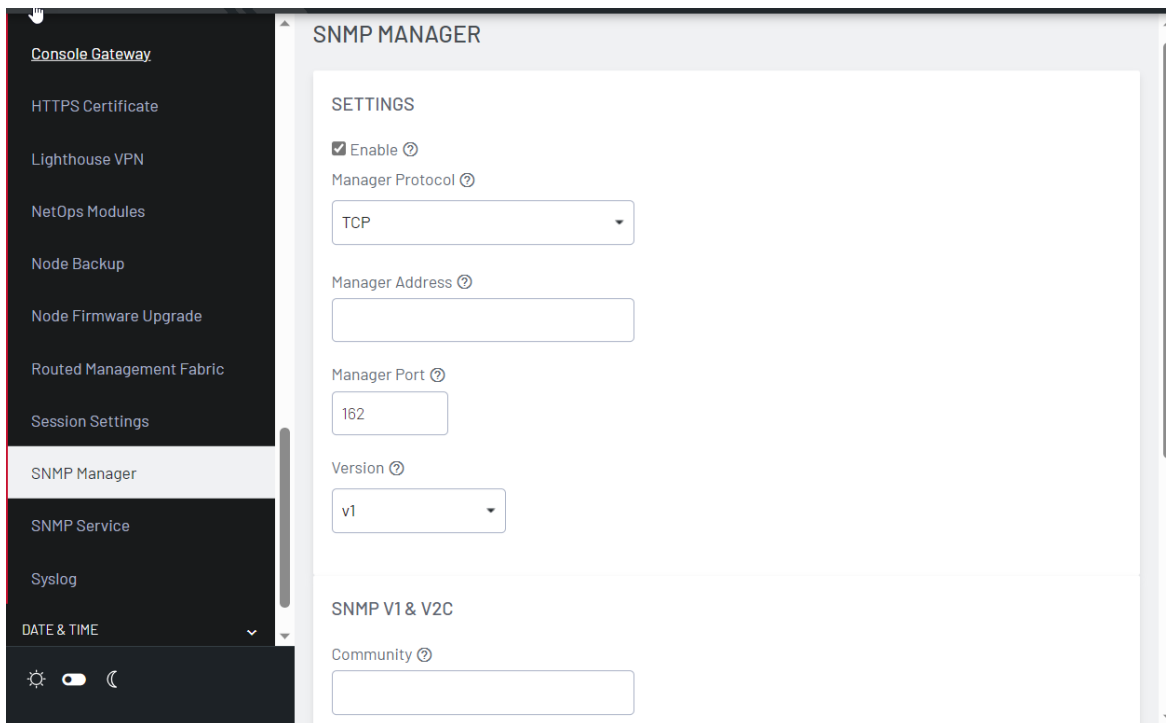 Console Gateway
HTTPS Certificate
Lighthouse VPN
NetOps Modules
Node Backup
Node Firmware Upgrade
Routed Management Fabric
Session Settings
SNMP Manager
SNMP Service
Syslog
DATE & TIME
SNMP MANAGER
SETTINGS
Enable
Manager Protocol
TCP
Manager Address
Manager Port
162
Version
v1
SNMP V1 & V2C
Community